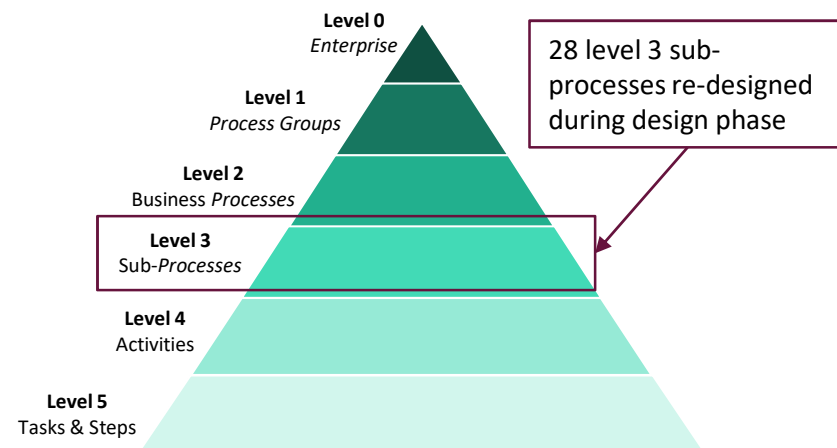 Level 0
Enterprise
28 level 3 sub-
processes re-designed
during design phase
Level 1
Process Groups
Level 2
Business Processes
Level 3
Sub-Processes
Level 4
Activities
Level 5
Tasks & Steps